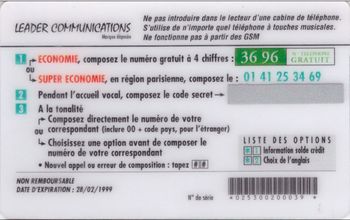 LEADER COMMUNICATIONS
Marque déposée
Ne pas introduire dans le lecteur d'une cabine de téléphone.
S'utilise de n'importe quel téléphone à touches musicales.
Ne fonctionne pas à partir des GSM
1 ECONOMIE, composez le numéro gratuit à 4 chiffres : 36 96 N° TELEPHONE GRATUIT
ou
SUPER ECONOMIE, en région parisienne, composez le : 01 41 25 34 69
2 Pendant l'accueil vocal, composez le code secret
3 A la tonalité
Composez directement le numéro de votre
ou correspondant (inclure 00 + code pays, pour l'étranger)
Choisissez une option avant de composer
le numéro de votre correspondant
• Nouvel appel ou erreur de composition : tapez ##
LISTE DES OPTIONS
*1 Information solde crédit
*2 Choix de l'anglais
NON REMBOURSABLE
DATE D'EXPIRATION : 28/02/1999
N° de série
*025300200039*